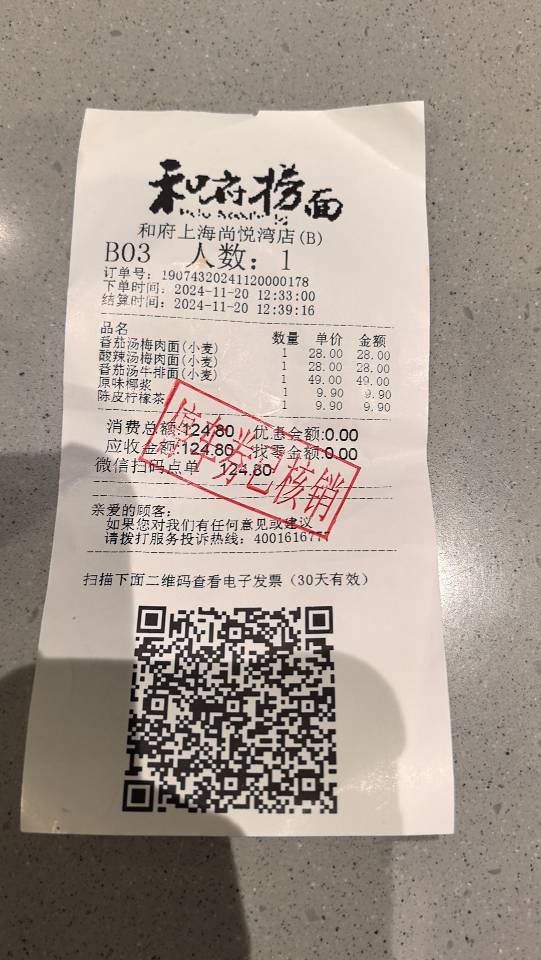 和府捞面
和府上海尚悦湾店(B)
B03 人数: 1
订单号: 19074320241120000178
下单时间: 2024-11-20 12:33:00
结算时间: 2024-11-20 12:39:16
品名 数量 单价 金额
番茄汤梅肉面(小麦) 1 28.00 28.00
酸辣汤梅肉面(小麦) 1 28.00 28.00
番茄汤牛排面(小麦) 1 49.00 49.00
原味椰浆 1 9.90 9.90
陈皮柠檬茶 1 9.90 9.90
消费总额:124.80 优惠金额:0.00
应收金额:124.80 找零金额:0.00
微信扫码点单 124.80
停车券已核销
亲爱的顾客:
如果您对我们有任何意见或建议
请拨打服务投诉热线: 4001616777
扫描下面二维码查看电子发票(30天有效)